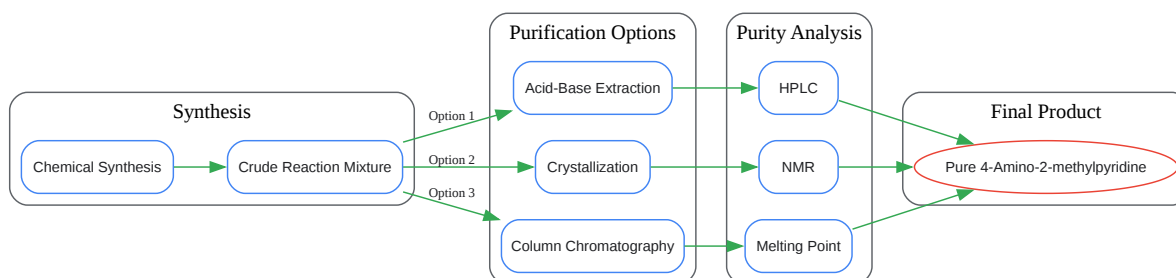 Synthesis
Chemical Synthesis
Crude Reaction Mixture
Option 1
Option 2
Option 3
Purification Options
Acid-Base Extraction
Crystallization
Column Chromatography
Purity Analysis
HPLC
NMR
Melting Point
Final Product
Pure 4-Amino-2-methylpyridine